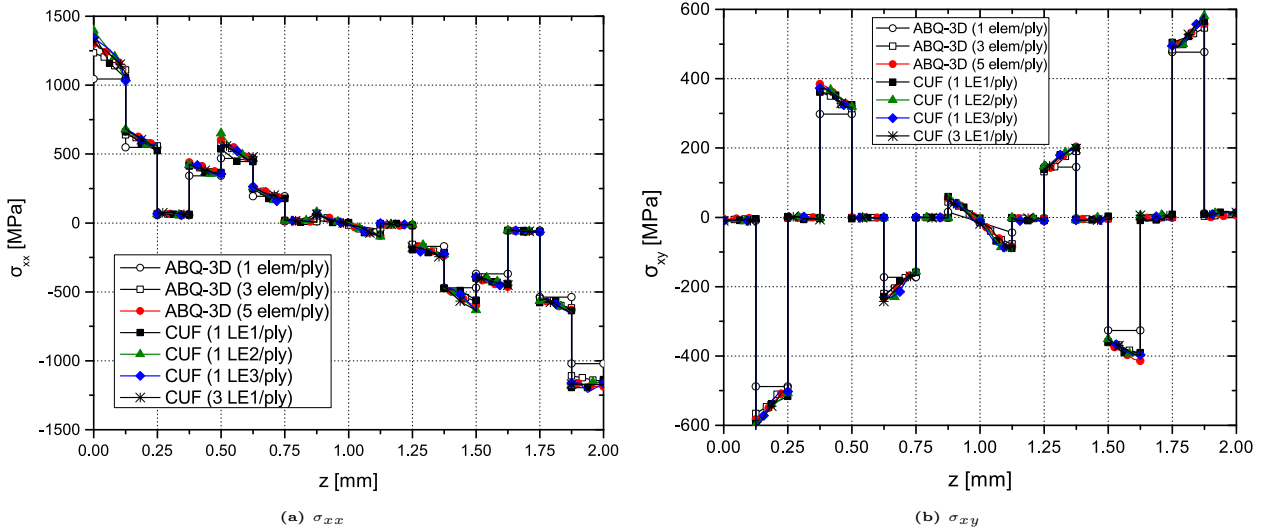 1500
1000
500
0
-500
-1000
-1500
σxx [MPa]
ABQ-3D (1 elem/ply)
ABQ-3D (3 elem/ply)
ABQ-3D (5 elem/ply)
CUF (1 LE1/ply)
CUF (1 LE2/ply)
CUF (1 LE3/ply)
CUF (3 LE1/ply)
0.00 0.25 0.50 0.75 1.00 1.25 1.50 1.75 2.00
z [mm]
(a) σxx
600
400
200
0
-200
-400
-600
σxy [MPa]
ABQ-3D (1 elem/ply)
ABQ-3D (3 elem/ply)
ABQ-3D (5 elem/ply)
CUF (1 LE1/ply)
CUF (1 LE2/ply)
CUF (1 LE3/ply)
CUF (3 LE1/ply)
0.00 0.25 0.50 0.75 1.00 1.25 1.50 1.75 2.00
z [mm]
(b) σxy